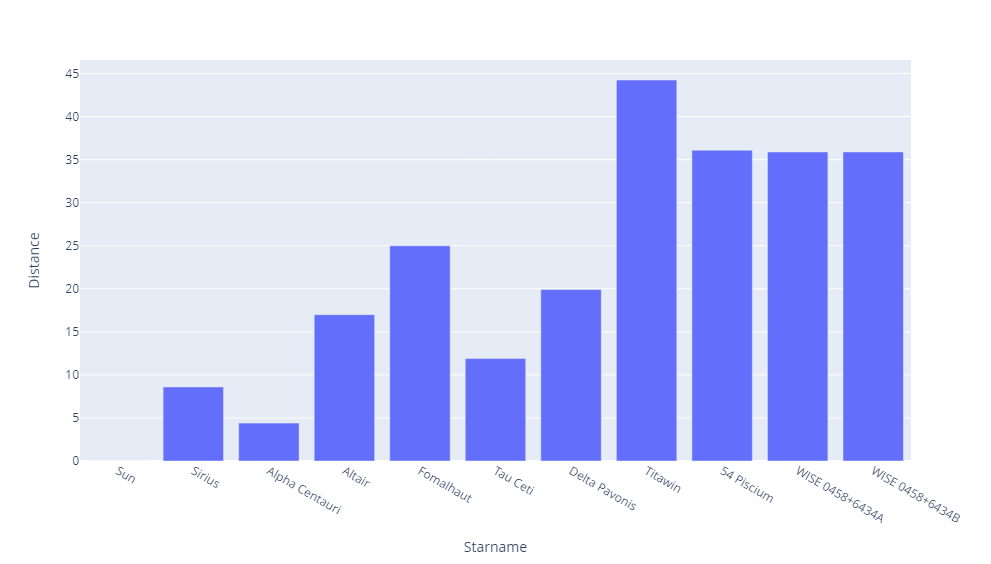 45
40
35
30
25
20
15
10
5
0
Distance
Sun
Sirius
Alpha Centauri
Altair
Fomalhaut
Tau Ceti
Delta Pavonis
Titawin
54 Piscium
WISE 0458+6434A
WISE 0458+6434B
Starname